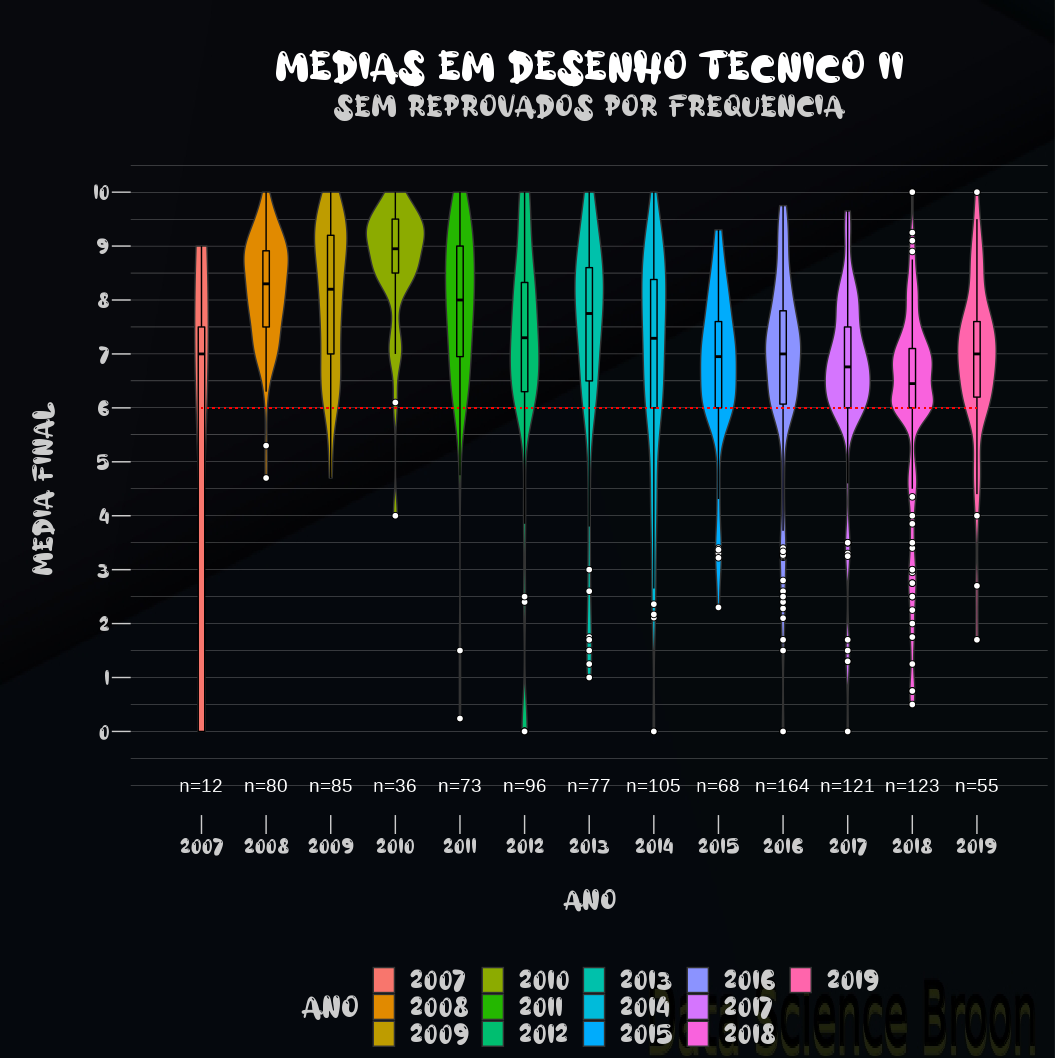 MEDIAS EM DESENHO TECNICO II
SEM REPROVADOS POR FREQUENCIA
MEDIA FINAL
10
9
8
7
6
5
4
3
2
1
0
n=12 n=80 n=85 n=36 n=73 n=96 n=77 n=105 n=68 n=164 n=121 n=123 n=55
2007 2008 2009 2010 2011 2012 2013 2014 2015 2016 2017 2018 2019
ANO
ANO
2007 2010 2013 2016 2019
2008 2011 2014 2017
2009 2012 2015 2018
Data Science Broon